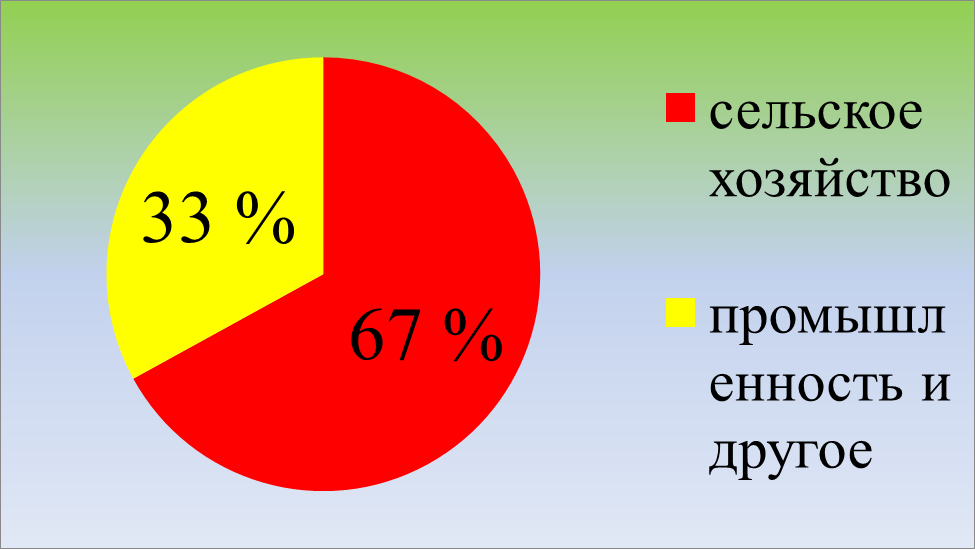 33 %
67 %
сельское
хозяйство
промышл
енность и
другое